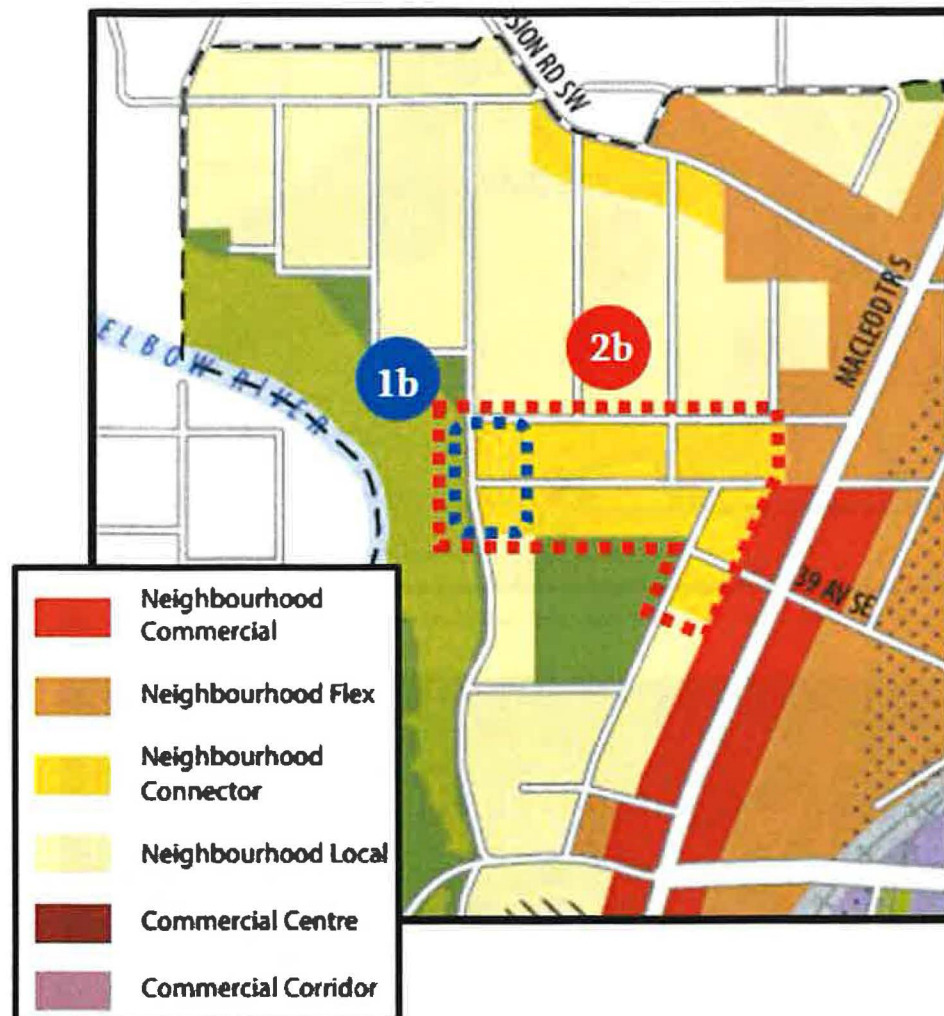 SION RD SW
MACLEOD TR S
ELBOW RIVER
1b
2b
39 AV SE
Neighbourhood
Commercial
Neighbourhood Flex
Neighbourhood
Connector
Neighbourhood Local
Commercial Centre
Commercial Corridor